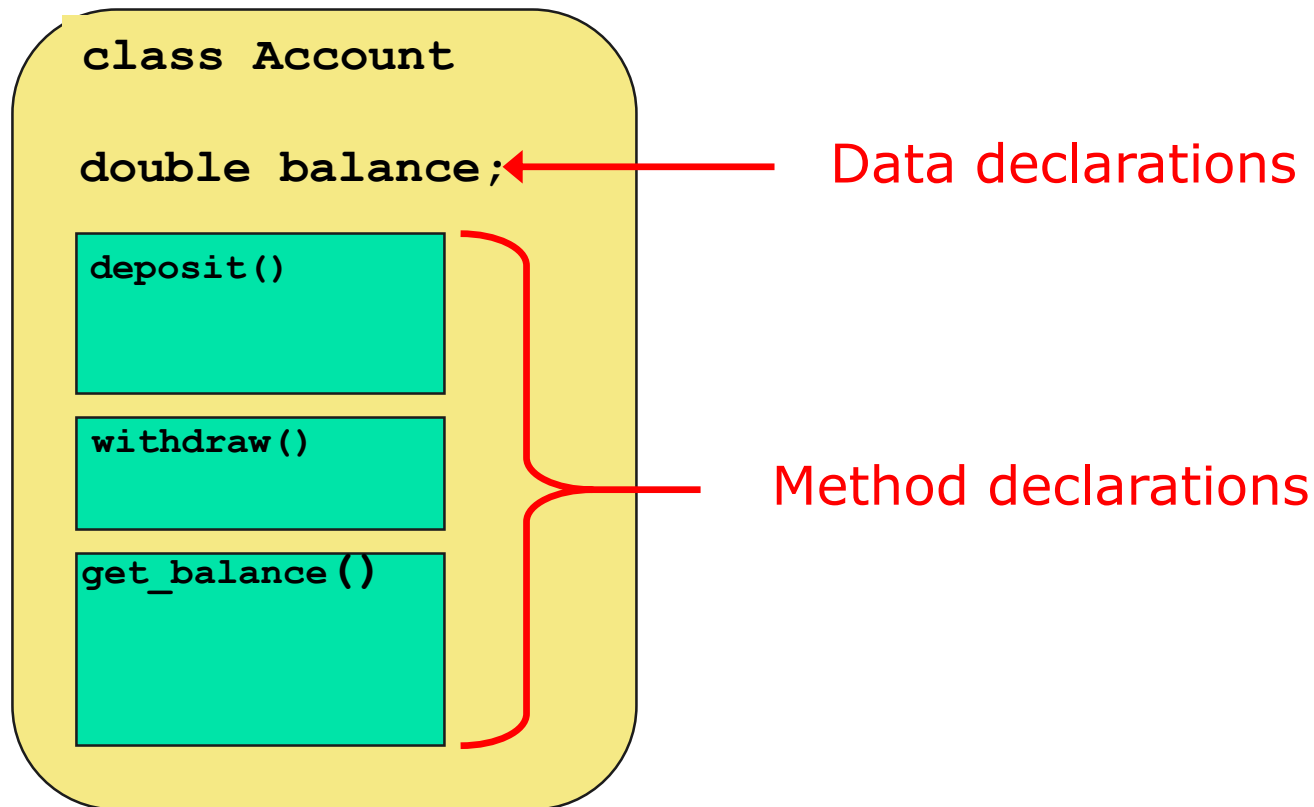 class Account
double balance;
Data declarations
deposit()
withdraw()
Method declarations
get_balance()